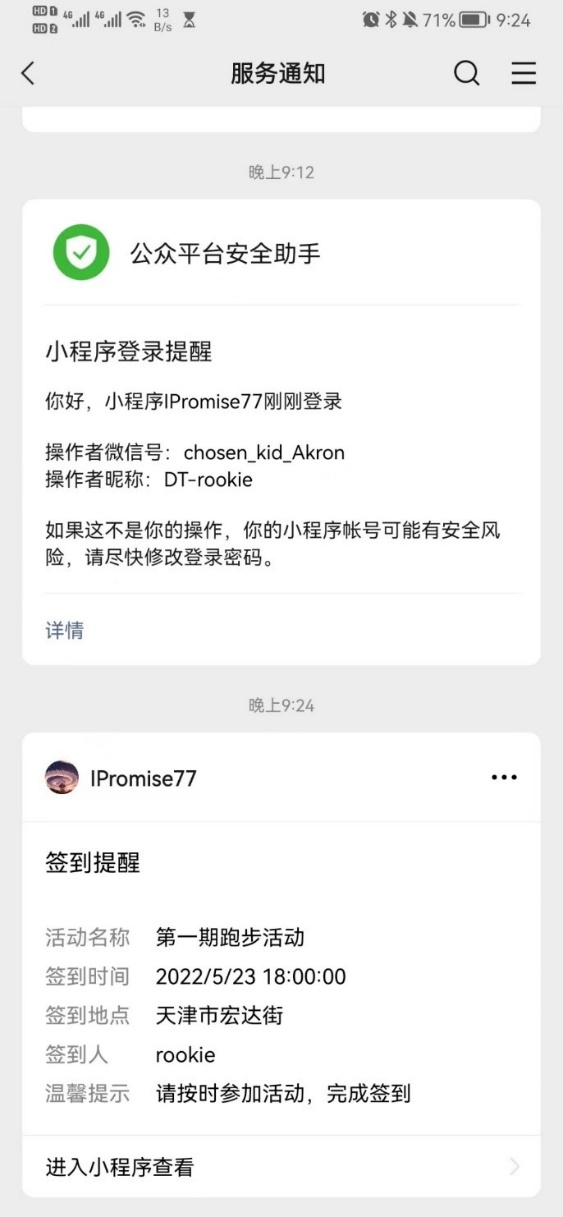 HD 1 4G 4G 13 B/s 71% 9:24
HD 2
服务通知
晚上9:12
公众平台安全助手
小程序登录提醒
你好，小程序IPromise77刚刚登录
操作者微信号：chosen_kid_Akron
操作者昵称：DT-rookie
如果这不是你的操作，你的小程序帐号可能有安全风
险，请尽快修改登录密码。
详情
晚上9:24
IPromise77
签到提醒
活动名称 第一期跑步活动
签到时间 2022/5/23 18:00:00
签到地点 天津市宏达街
签到人 rookie
温馨提示 请按时参加活动，完成签到
进入小程序查看